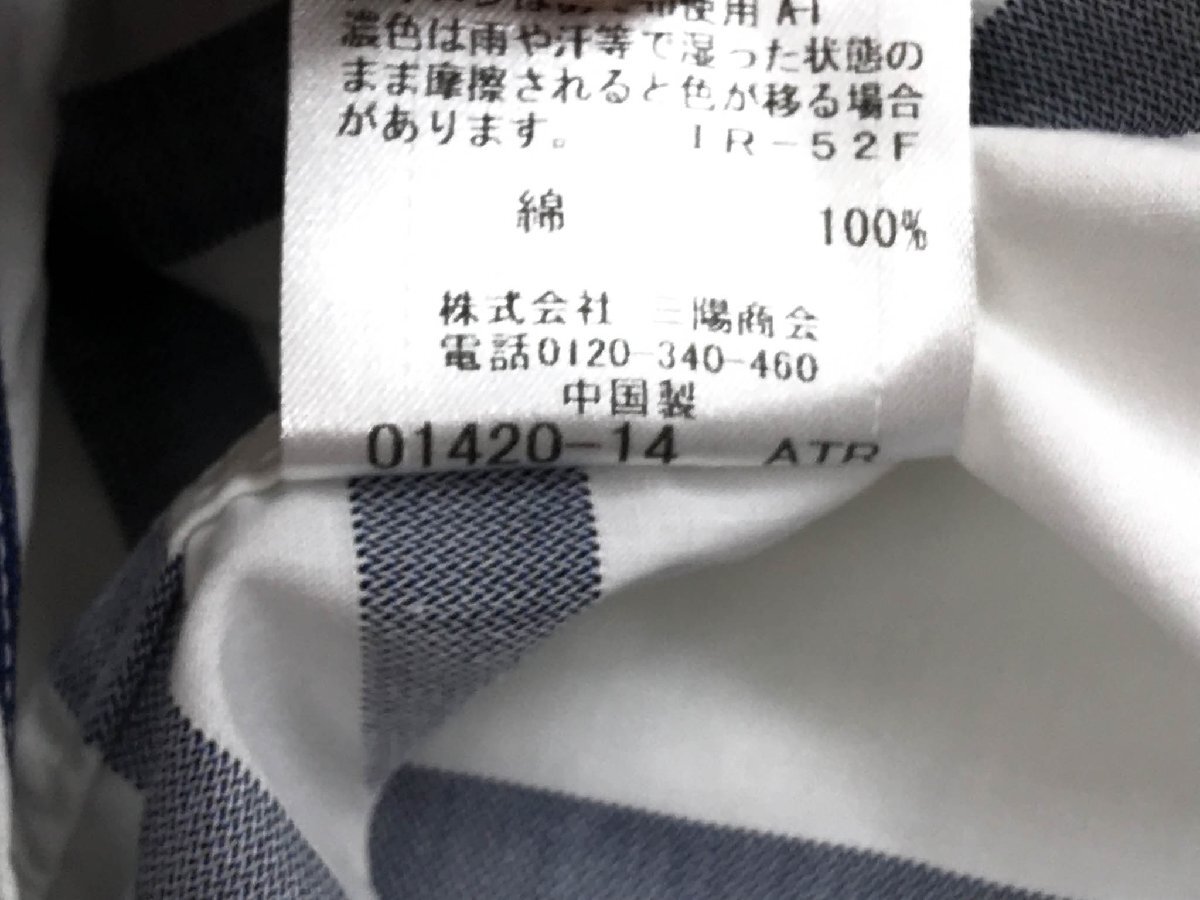 使用 A-1
濃色は雨や汗等で湿った状態の
まま摩擦されると色が移る場合
があります。 IR-52F
綿 100%
株式会社 三陽商会
電話0120-340-460
中国製
01420-14 ATR